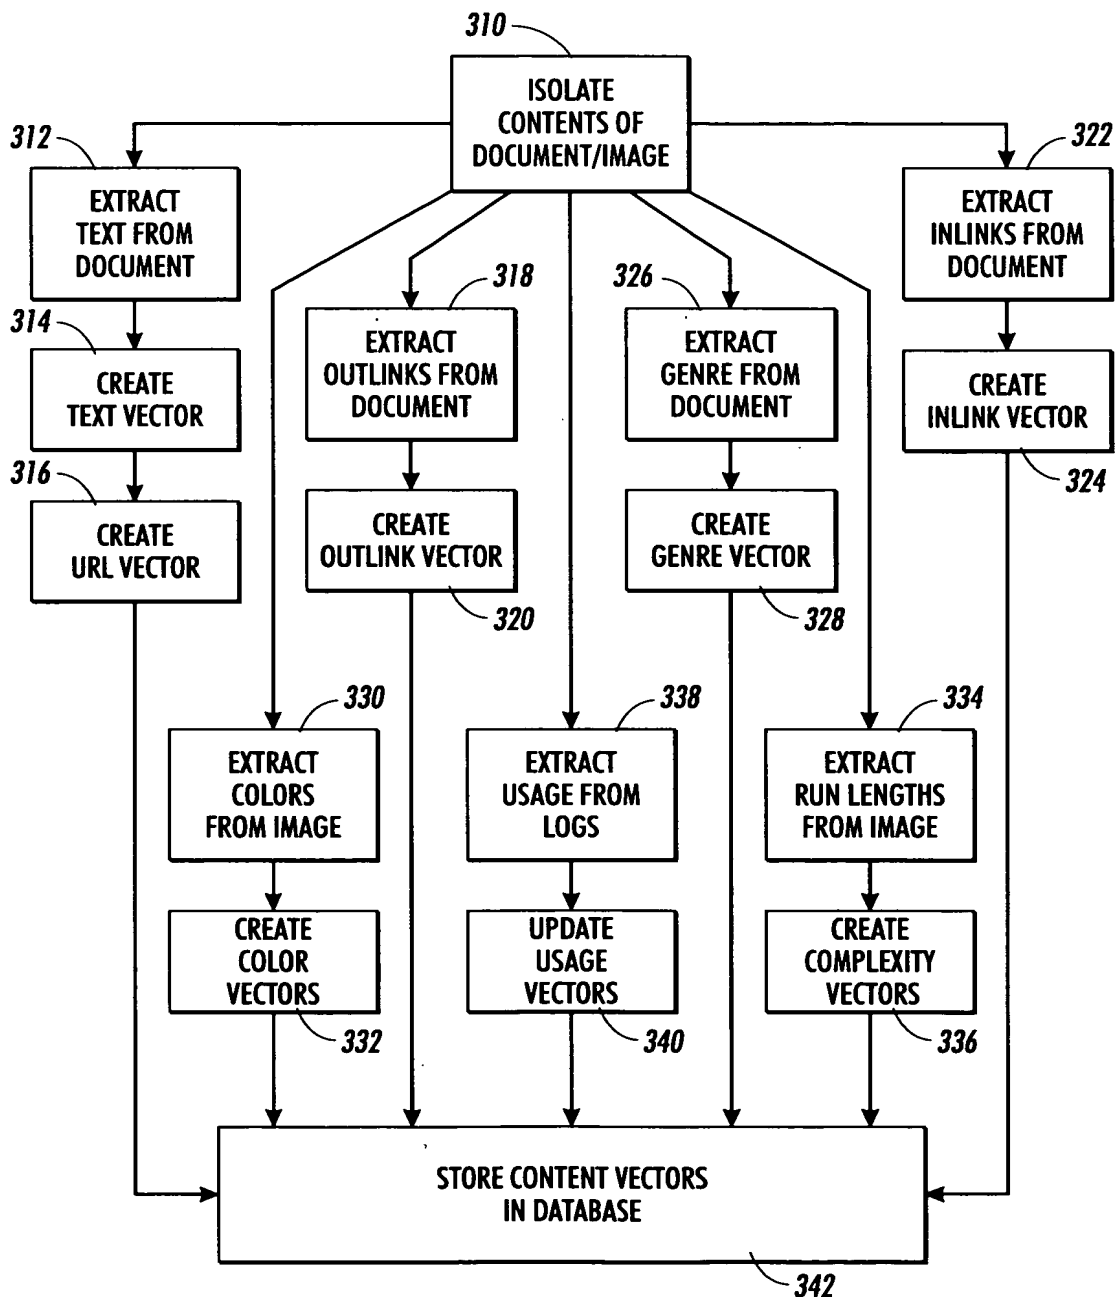 310
ISOLATE
CONTENTS OF
DOCUMENT/IMAGE
312
EXTRACT
TEXT FROM
DOCUMENT
314
CREATE
TEXT VECTOR
316
CREATE
URL VECTOR
318
EXTRACT
OUTLINKS FROM
DOCUMENT
CREATE
OUTLINK VECTOR
320
326
EXTRACT
GENRE FROM
DOCUMENT
CREATE
GENRE VECTOR
328
322
EXTRACT
INLINKS FROM
DOCUMENT
CREATE
INLINK VECTOR
324
330
EXTRACT
COLORS
FROM IMAGE
CREATE
COLOR
VECTORS
332
338
EXTRACT
USAGE FROM
LOGS
UPDATE
USAGE
VECTORS
340
334
EXTRACT
RUN LENGTHS
FROM IMAGE
CREATE
COMPLEXITY
VECTORS
336
STORE CONTENT VECTORS
IN DATABASE
342